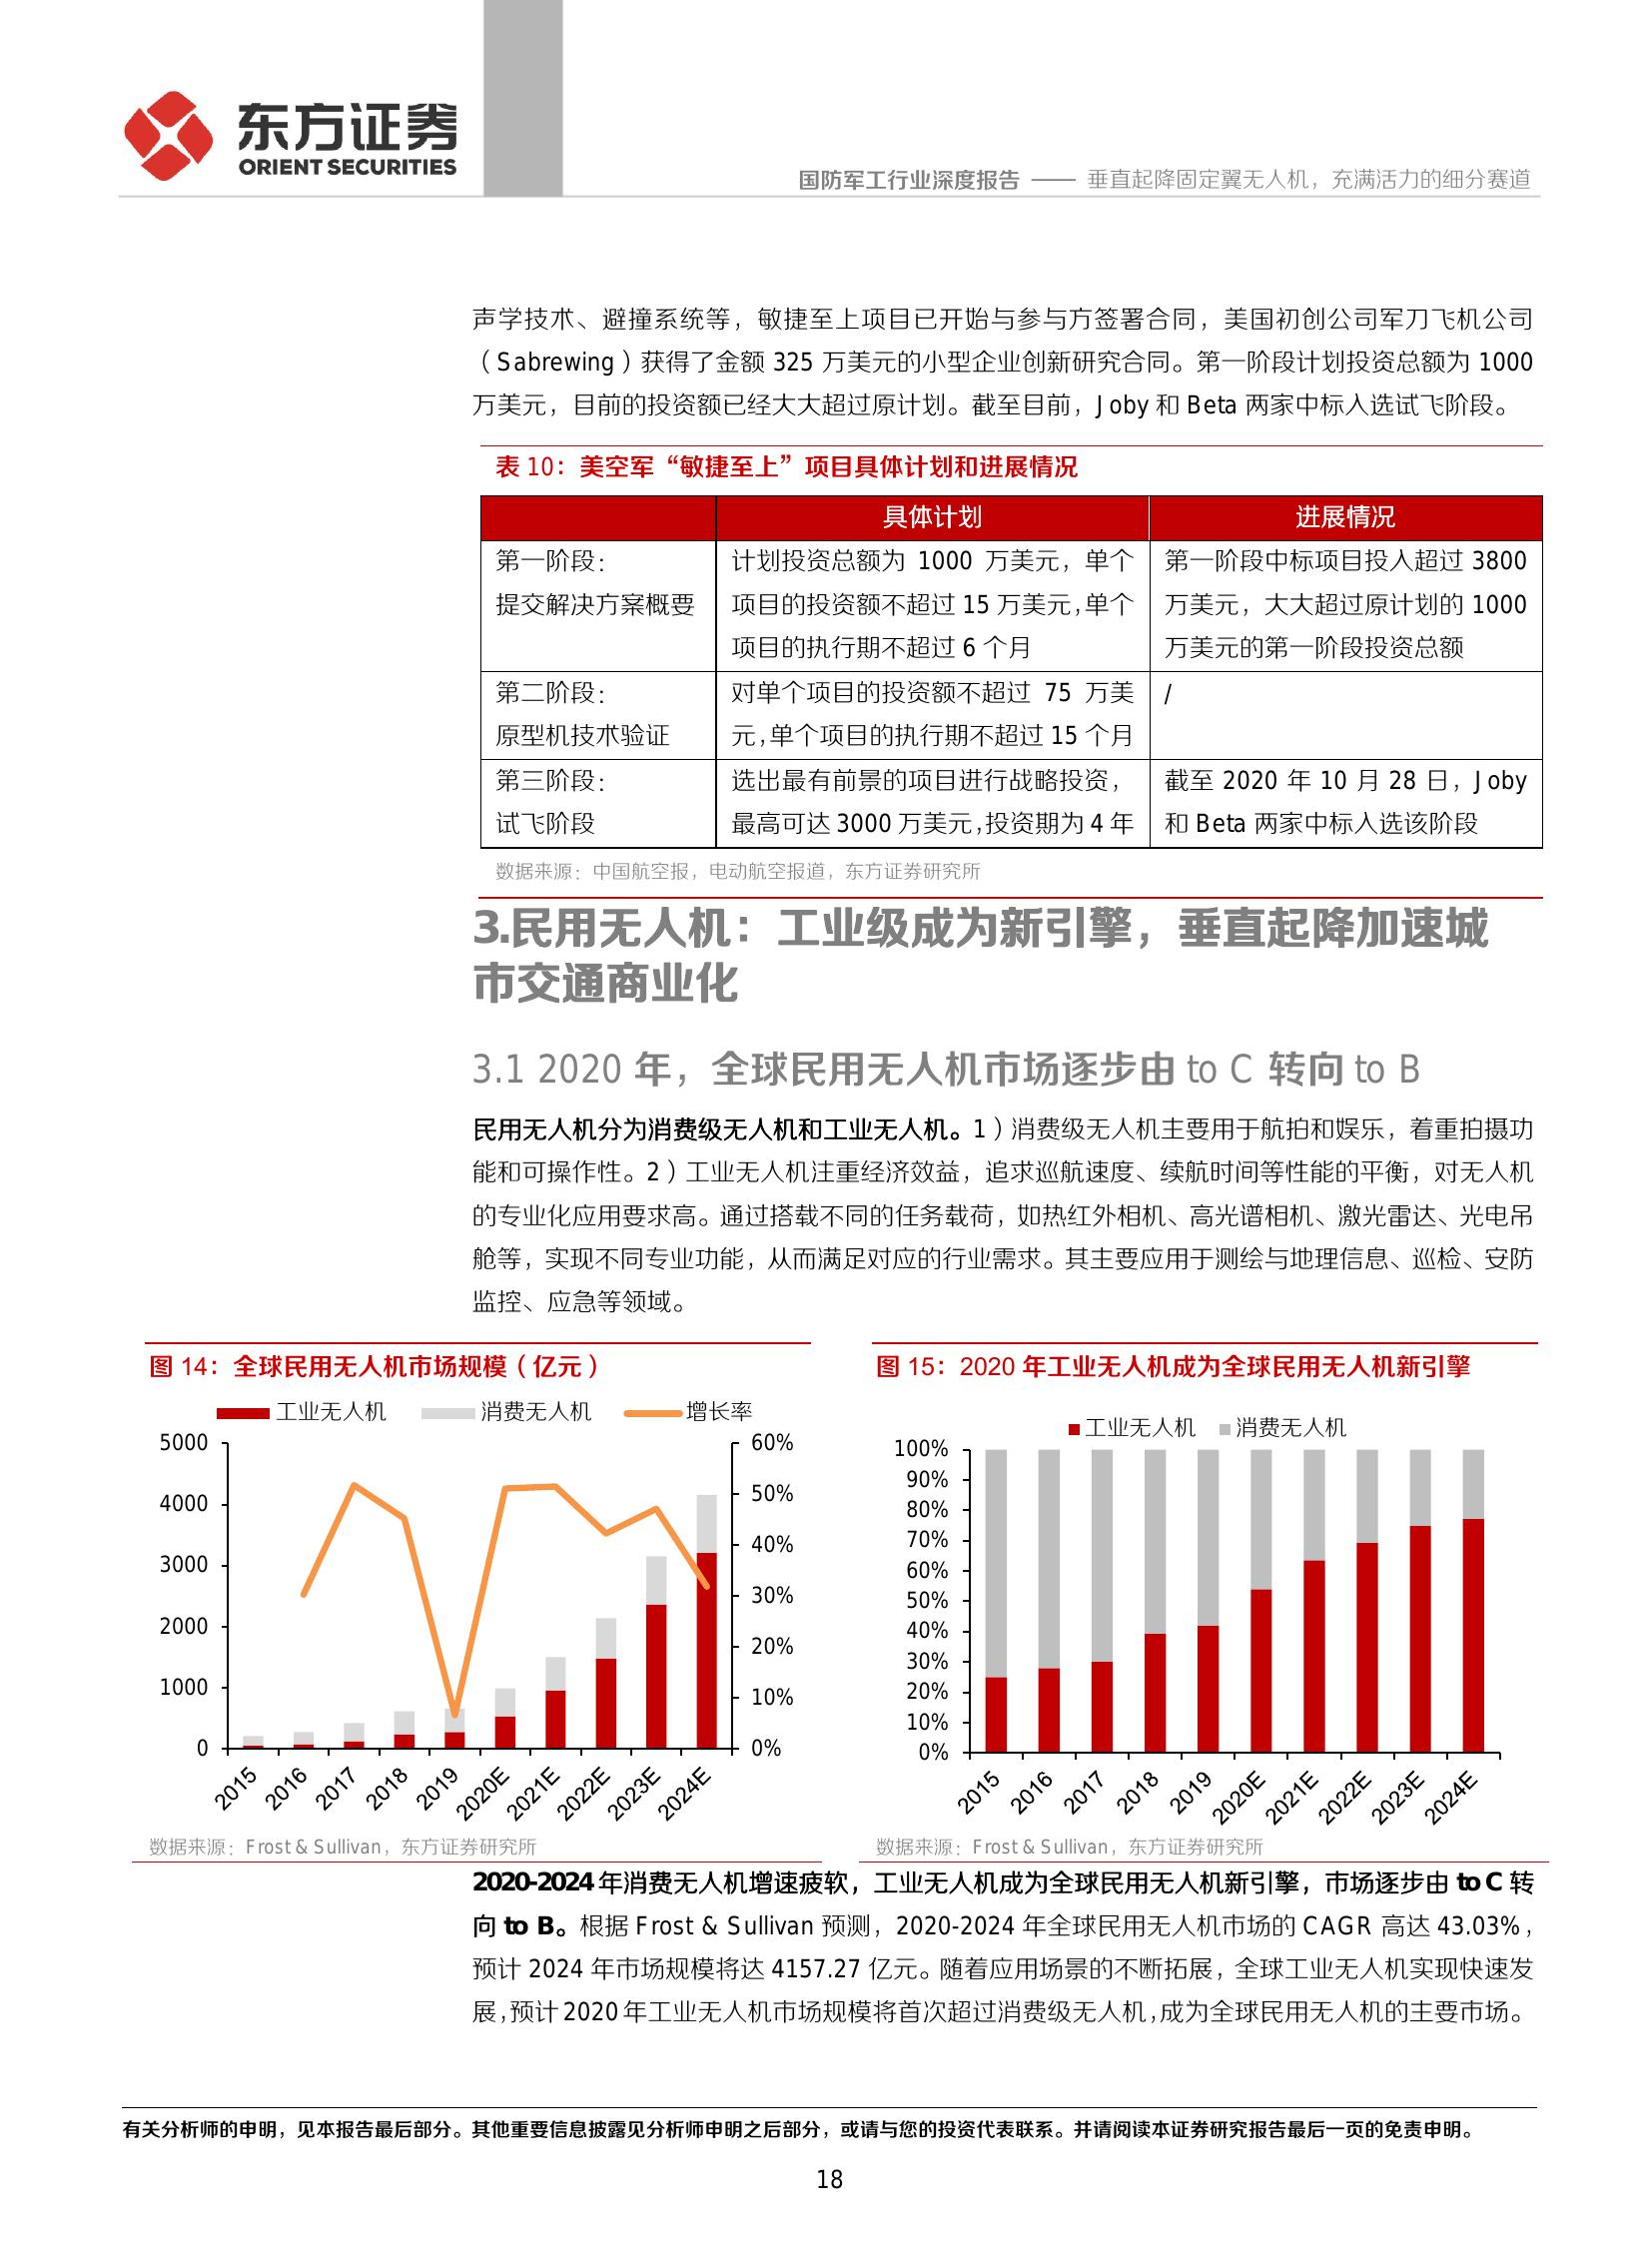 东方证券
ORIENT SECURITIES
国防军工行业深度报告 —— 垂直起降固定翼无人机，充满活力的细分赛道
声学技术、避撞系统等，敏捷至上项目已开始与参与方签署合同，美国初创公司军刀飞机公司
（Sabrewing）获得了金额 325 万美元的小型企业创新研究合同。第一阶段计划投资总额为 1000
万美元，目前的投资额已经大大超过原计划。截至目前，Joby 和 Beta 两家中标入选试飞阶段。
表 10：美空军“敏捷至上”项目具体计划和进展情况
具体计划 进展情况
第一阶段：
提交解决方案概要
计划投资总额为 1000 万美元，单个
项目的投资额不超过 15 万美元，单个
项目的执行期不超过 6 个月
第一阶段中标项目投入超过 3800
万美元，大大超过原计划的 1000
万美元的第一阶段投资总额
第二阶段：
原型机技术验证
对单个项目的投资额不超过 75 万美
元，单个项目的执行期不超过 15 个月
/
第三阶段：
试飞阶段
选出最有前景的项目进行战略投资，
最高可达 3000 万美元，投资期为 4 年
截至 2020 年 10 月 28 日，Joby
和 Beta 两家中标入选该阶段
数据来源：中国航空报，电动航空报道，东方证券研究所
3.民用无人机：工业级成为新引擎，垂直起降加速城
市交通商业化
3.1 2020 年，全球民用无人机市场逐步由 to C 转向 to B
民用无人机分为消费级无人机和工业无人机。1）消费级无人机主要用于航拍和娱乐，着重拍摄功
能和可操作性。2）工业无人机注重经济效益，追求巡航速度、续航时间等性能的平衡，对无人机
的专业化应用要求高。通过搭载不同的任务载荷，如热红外相机、高光谱相机、激光雷达、光电吊
舱等，实现不同专业功能，从而满足对应的行业需求。其主要应用于测绘与地理信息、巡检、安防
监控、应急等领域。
图 14：全球民用无人机市场规模（亿元）
工业无人机 消费无人机 增长率
5000
4000
3000
2000
1000
0
60%
50%
40%
30%
20%
10%
0%
2015 2016 2017 2018 2019 2020E 2021E 2022E 2023E 2024E
数据来源：Frost & Sullivan，东方证券研究所
图 15：2020 年工业无人机成为全球民用无人机新引擎
工业无人机 消费无人机
100%
90%
80%
70%
60%
50%
40%
30%
20%
10%
0%
2015 2016 2017 2018 2019 2020E 2021E 2022E 2023E 2024E
数据来源：Frost & Sullivan，东方证券研究所
2020-2024 年消费无人机增速疲软，工业无人机成为全球民用无人机新引擎，市场逐步由 to C 转
向 to B。根据 Frost & Sullivan 预测，2020-2024 年全球民用无人机市场的 CAGR 高达 43.03%，
预计 2024 年市场规模将达 4157.27 亿元。随着应用场景的不断拓展，全球工业无人机实现快速发
展，预计 2020 年工业无人机市场规模将首次超过消费级无人机，成为全球民用无人机的主要市场。
有关分析师的申明，见本报告最后部分。其他重要信息披露见分析师申明之后部分，或请与您的投资代表联系。并请阅读本证券研究报告最后一页的免责申明。
18